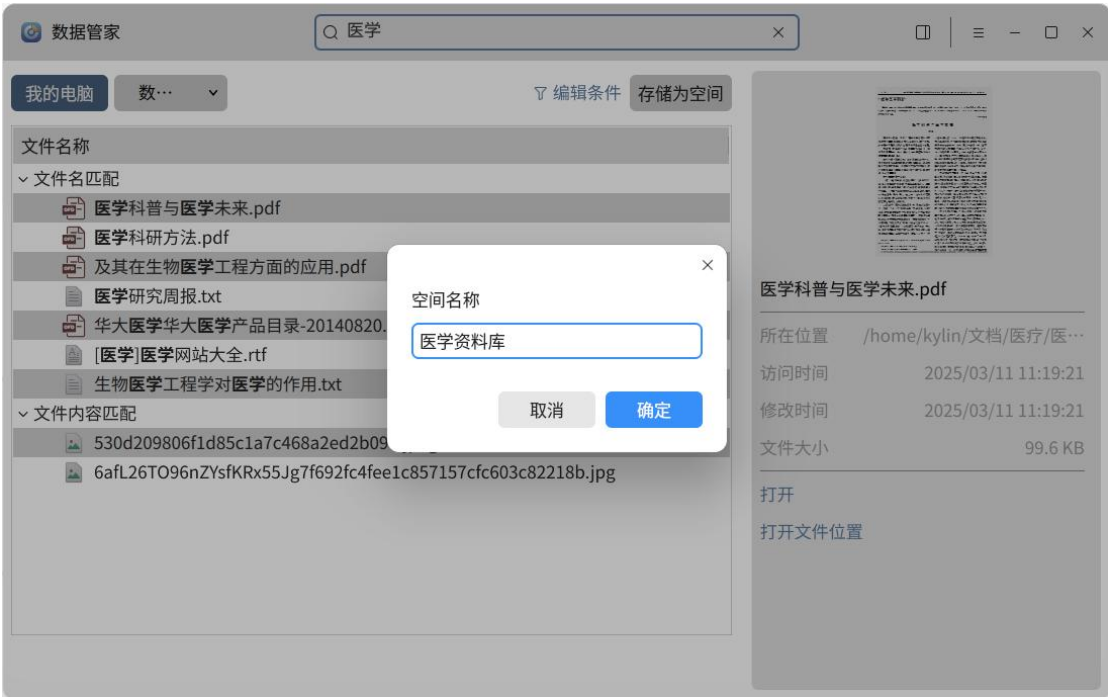 数据管家
医学
我的电脑
数…
编辑条件
存储为空间
文件名称
文件名匹配
医学科普与医学未来.pdf
医学科研方法.pdf
及其在生物医学工程方面的应用.pdf
医学研究周报.txt
华大医学华大医学产品目录-20140820.
[医学]医学网站大全.rtf
生物医学工程学对医学的作用.txt
文件内容匹配
530d209806f1d85c1a7c468a2ed2b09
6afL26TO96nZYsfKRx55Jg7f692fc4fee1c857157cfc603c82218b.jpg
空间名称
医学资料库
取消
确定
医学科普与医学未来.pdf
所在位置 /home/kylin/文档/医疗/医…
访问时间 2025/03/11 11:19:21
修改时间 2025/03/11 11:19:21
文件大小 99.6 KB
打开
打开文件位置